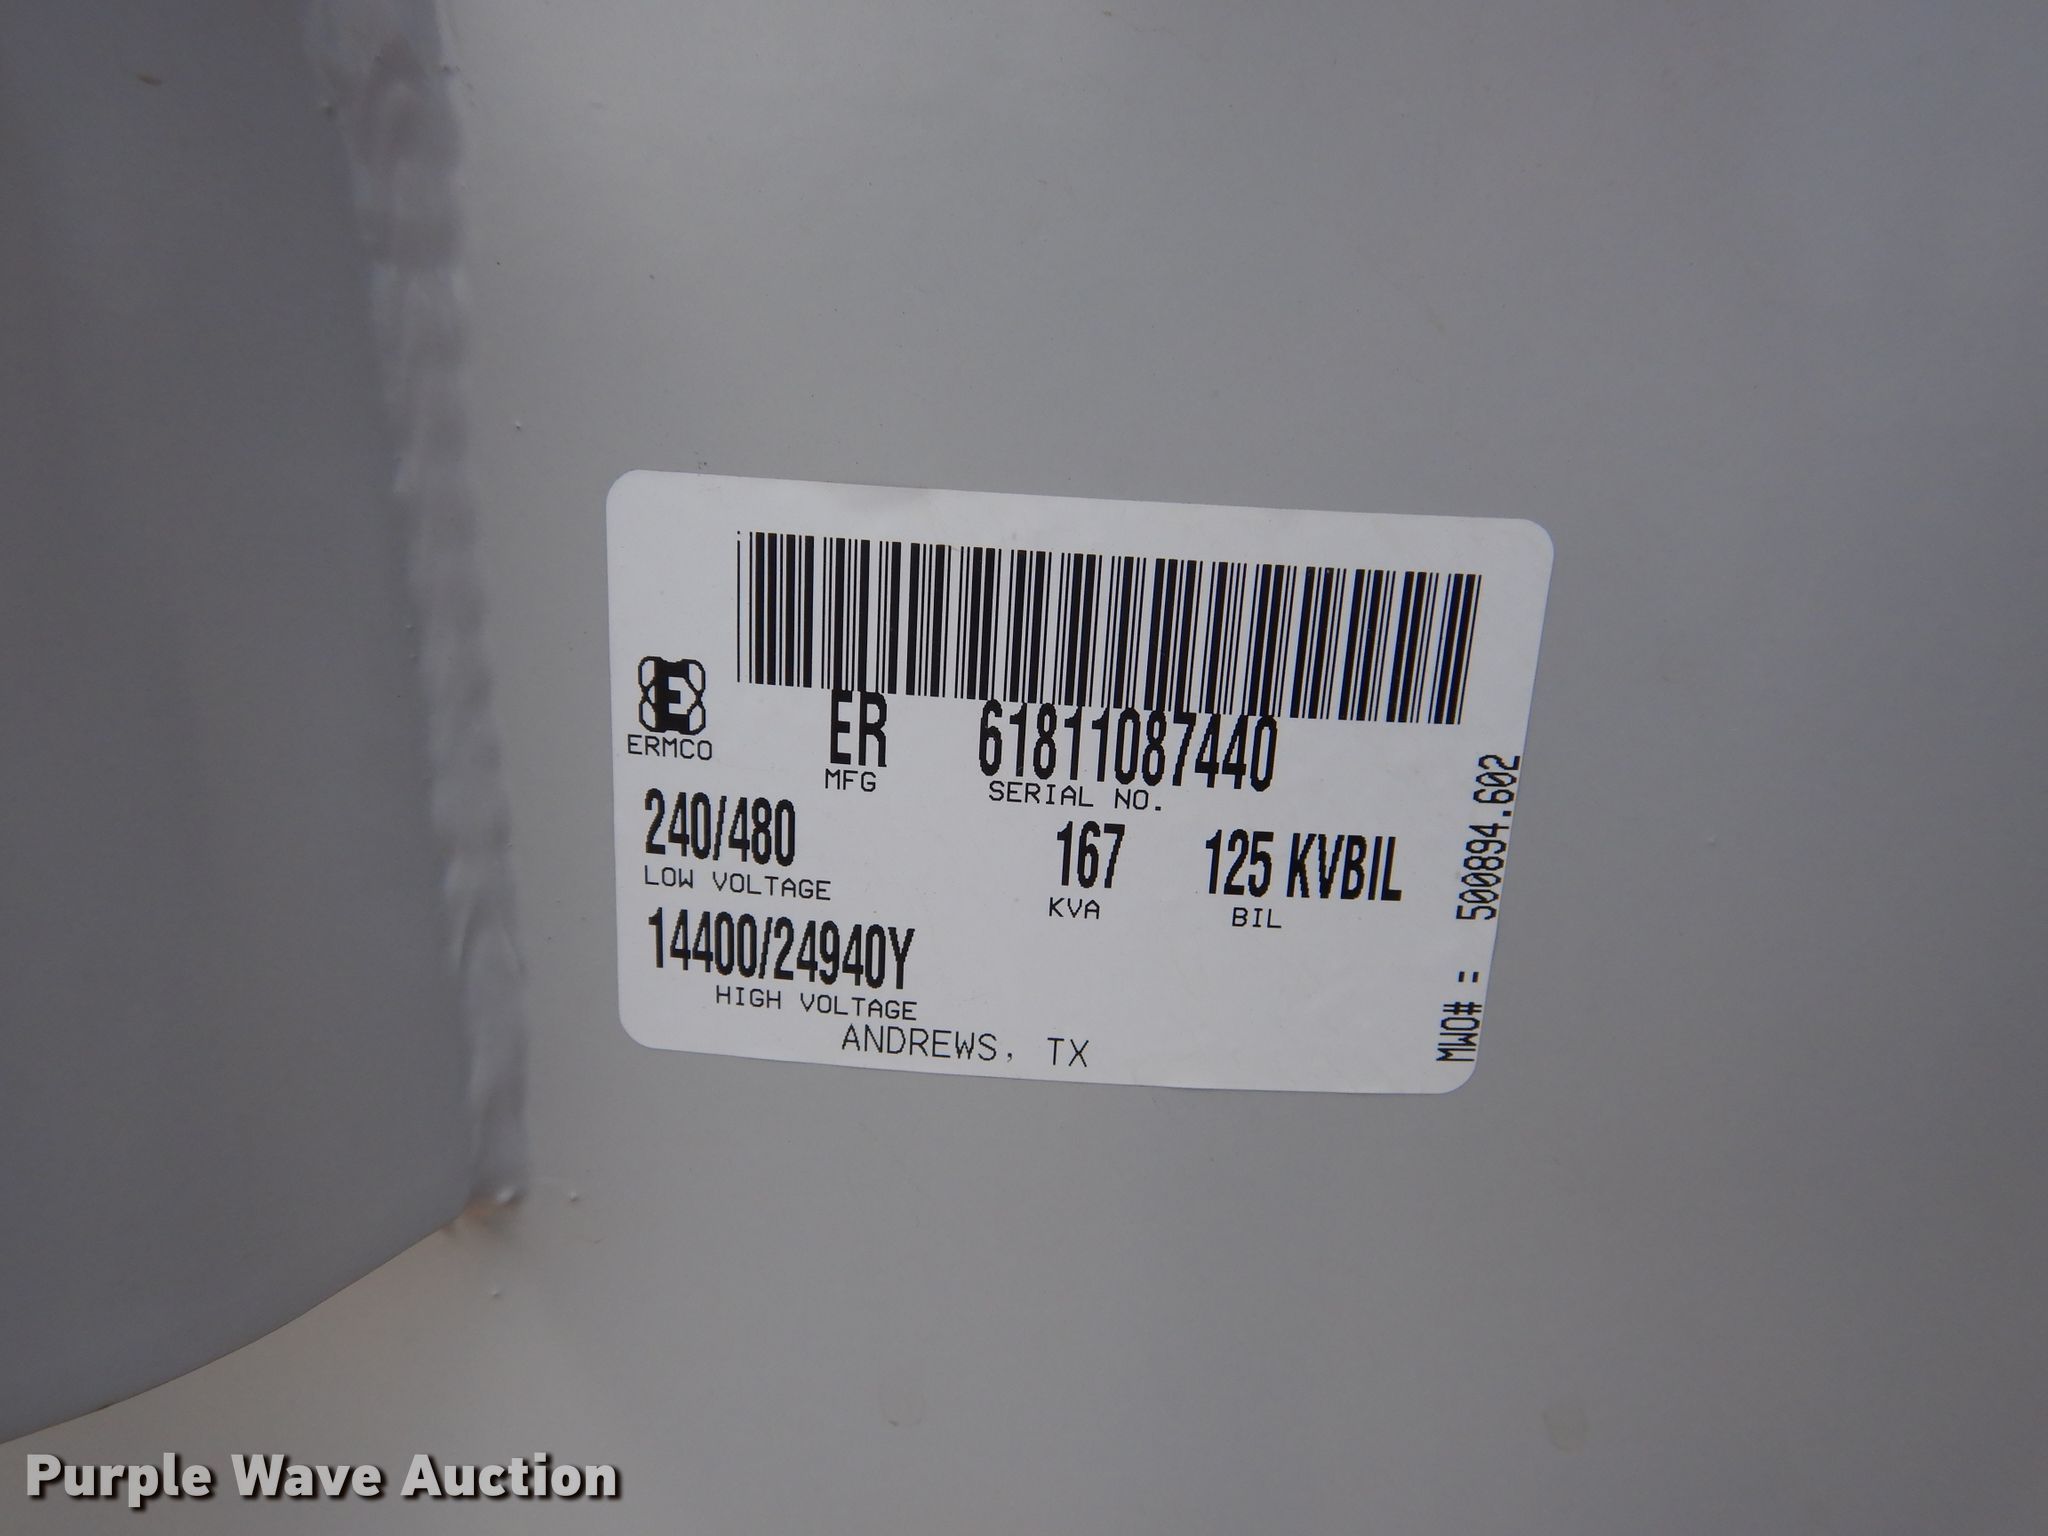 E
ERMCO
ER
MFG
61811087440
SERIAL NO.
240/480
LOW VOLTAGE
167
KVA
125 KVBIL
BIL
14400/24940Y
HIGH VOLTAGE
ANDREWS, TX
MWO# : 500894.602
Purple Wave Auction